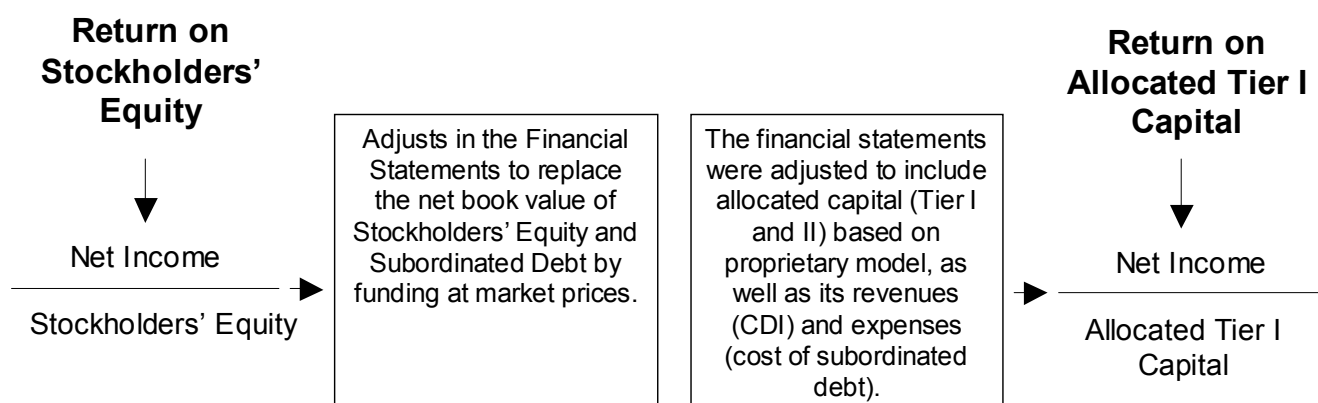 Return on
Stockholders’
Equity
Net Income
Stockholders’ Equity
Adjusts in the Financial
Statements to replace
the net book value of
Stockholders’ Equity and
Subordinated Debt by
funding at market prices.
The financial statements
were adjusted to include
allocated capital (Tier I
and II) based on
proprietary model, as
well as its revenues
(CDI) and expenses
(cost of subordinated
debt).
Return on
Allocated Tier I
Capital
Net Income
Allocated Tier I
Capital